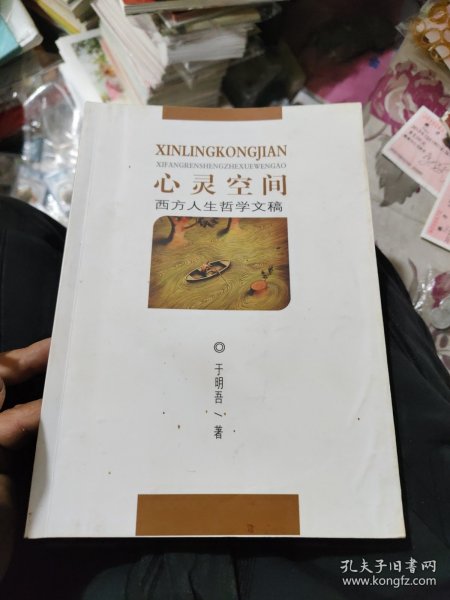 XINLINGKONGJIAN
XIFANGRENSHENGZHEXUEWENGAO
心灵空间
西方人生哲学文稿
◎
于明吾/著
孔夫子旧书网
www.kongfz.com